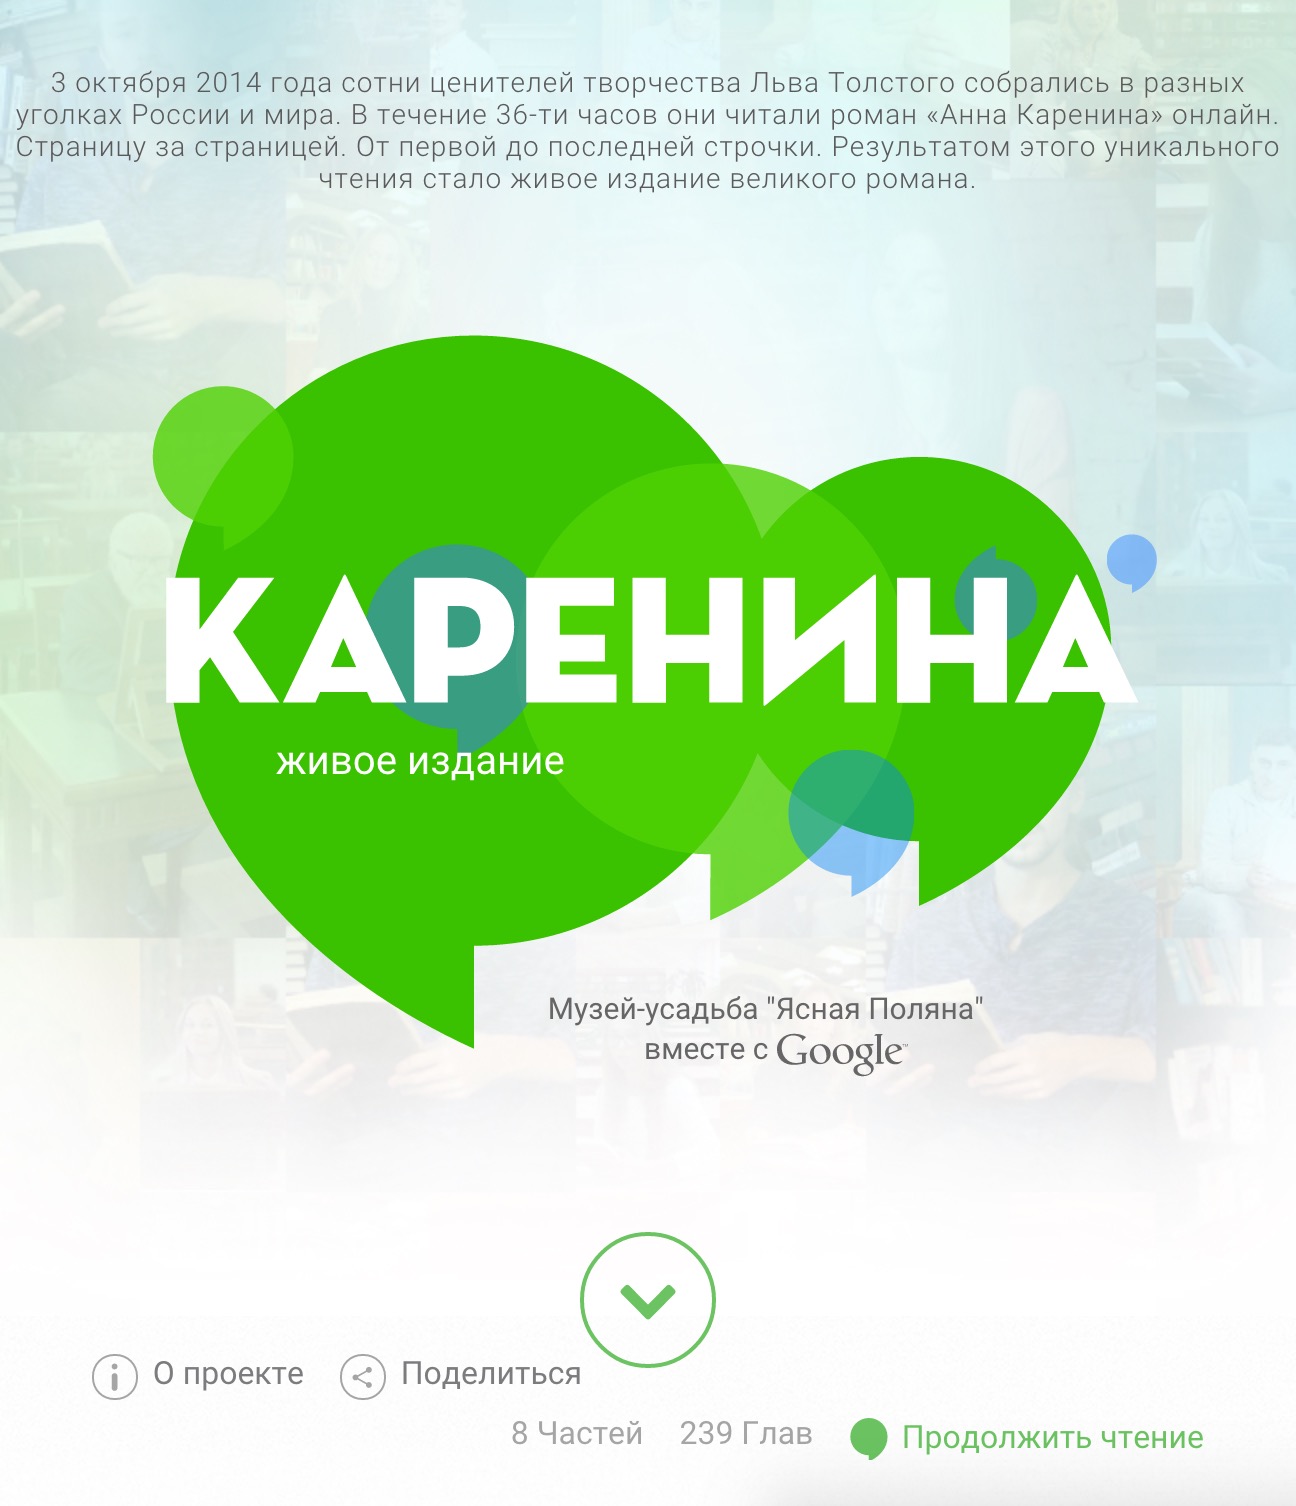 3 октября 2014 года сотни ценителей творчества Льва Толстого собрались в разных
уголках России и мира. В течение 36-ти часов они читали роман «Анна Каренина» онлайн.
Страницу за страницей. От первой до последней строчки. Результатом этого уникального
чтения стало живое издание великого романа.
КАРЕНИНА
живое издание
Музей-усадьба "Ясная Поляна"
вместе с Google™
О проекте Поделиться
8 Частей 239 Глав Продолжить чтение